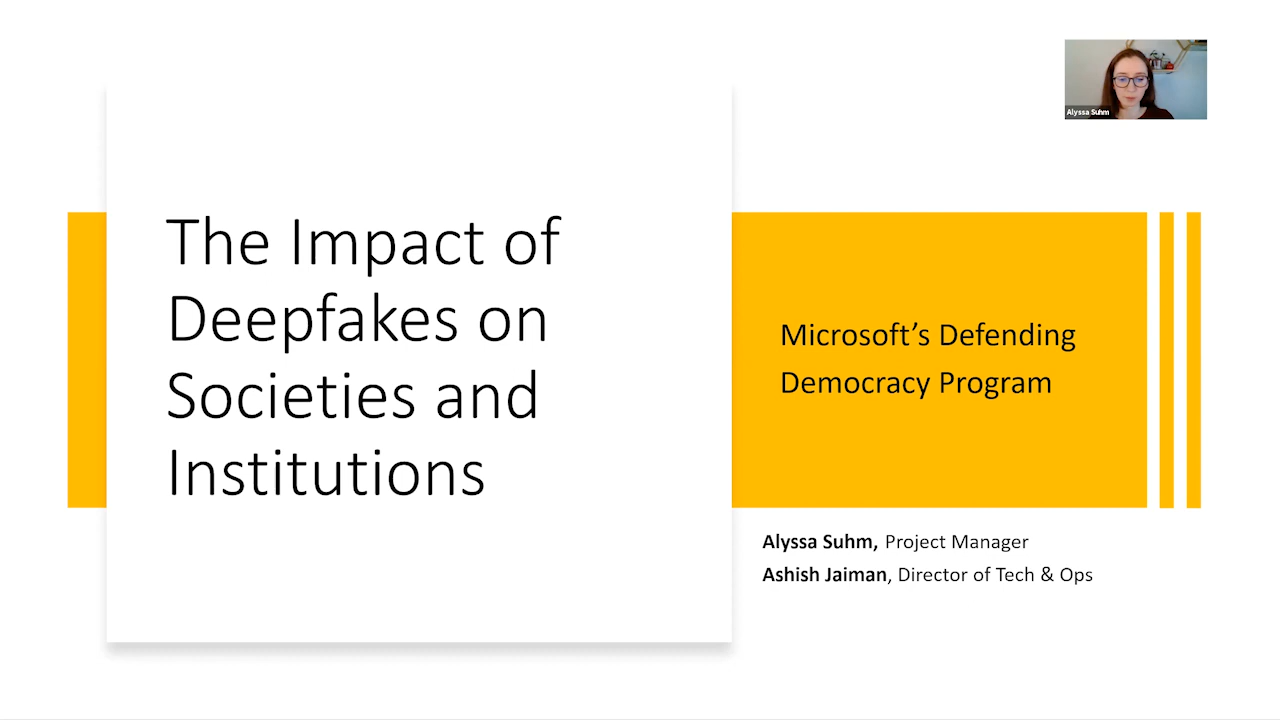 Alyssa Suhm
The Impact of
Deepfakes on
Societies and
Institutions
Microsoft’s Defending
Democracy Program
Alyssa Suhm, Project Manager
Ashish Jaiman, Director of Tech & Ops